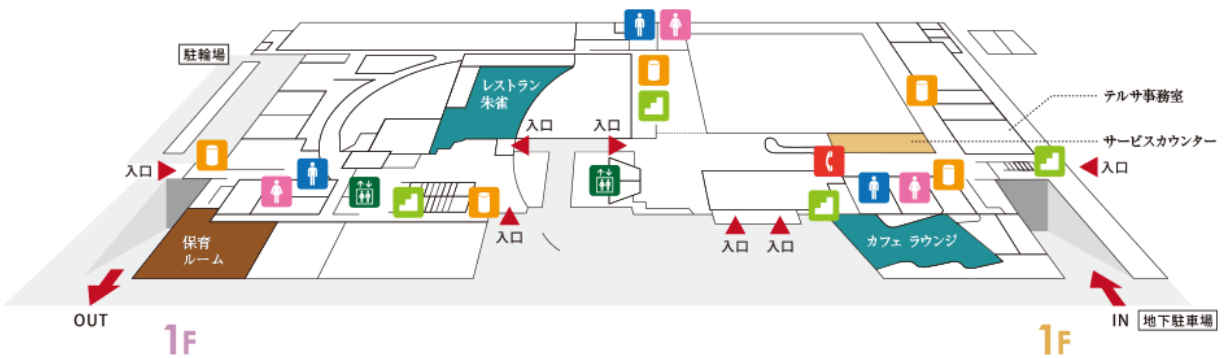 駐輪場
レストラン
朱雀
テルサ事務室
入口
入口
サービスカウンター
入口
入口
入口
入口
入口
保育
ルーム
カフェ ラウンジ
OUT
IN
地下駐車場
1F
1F